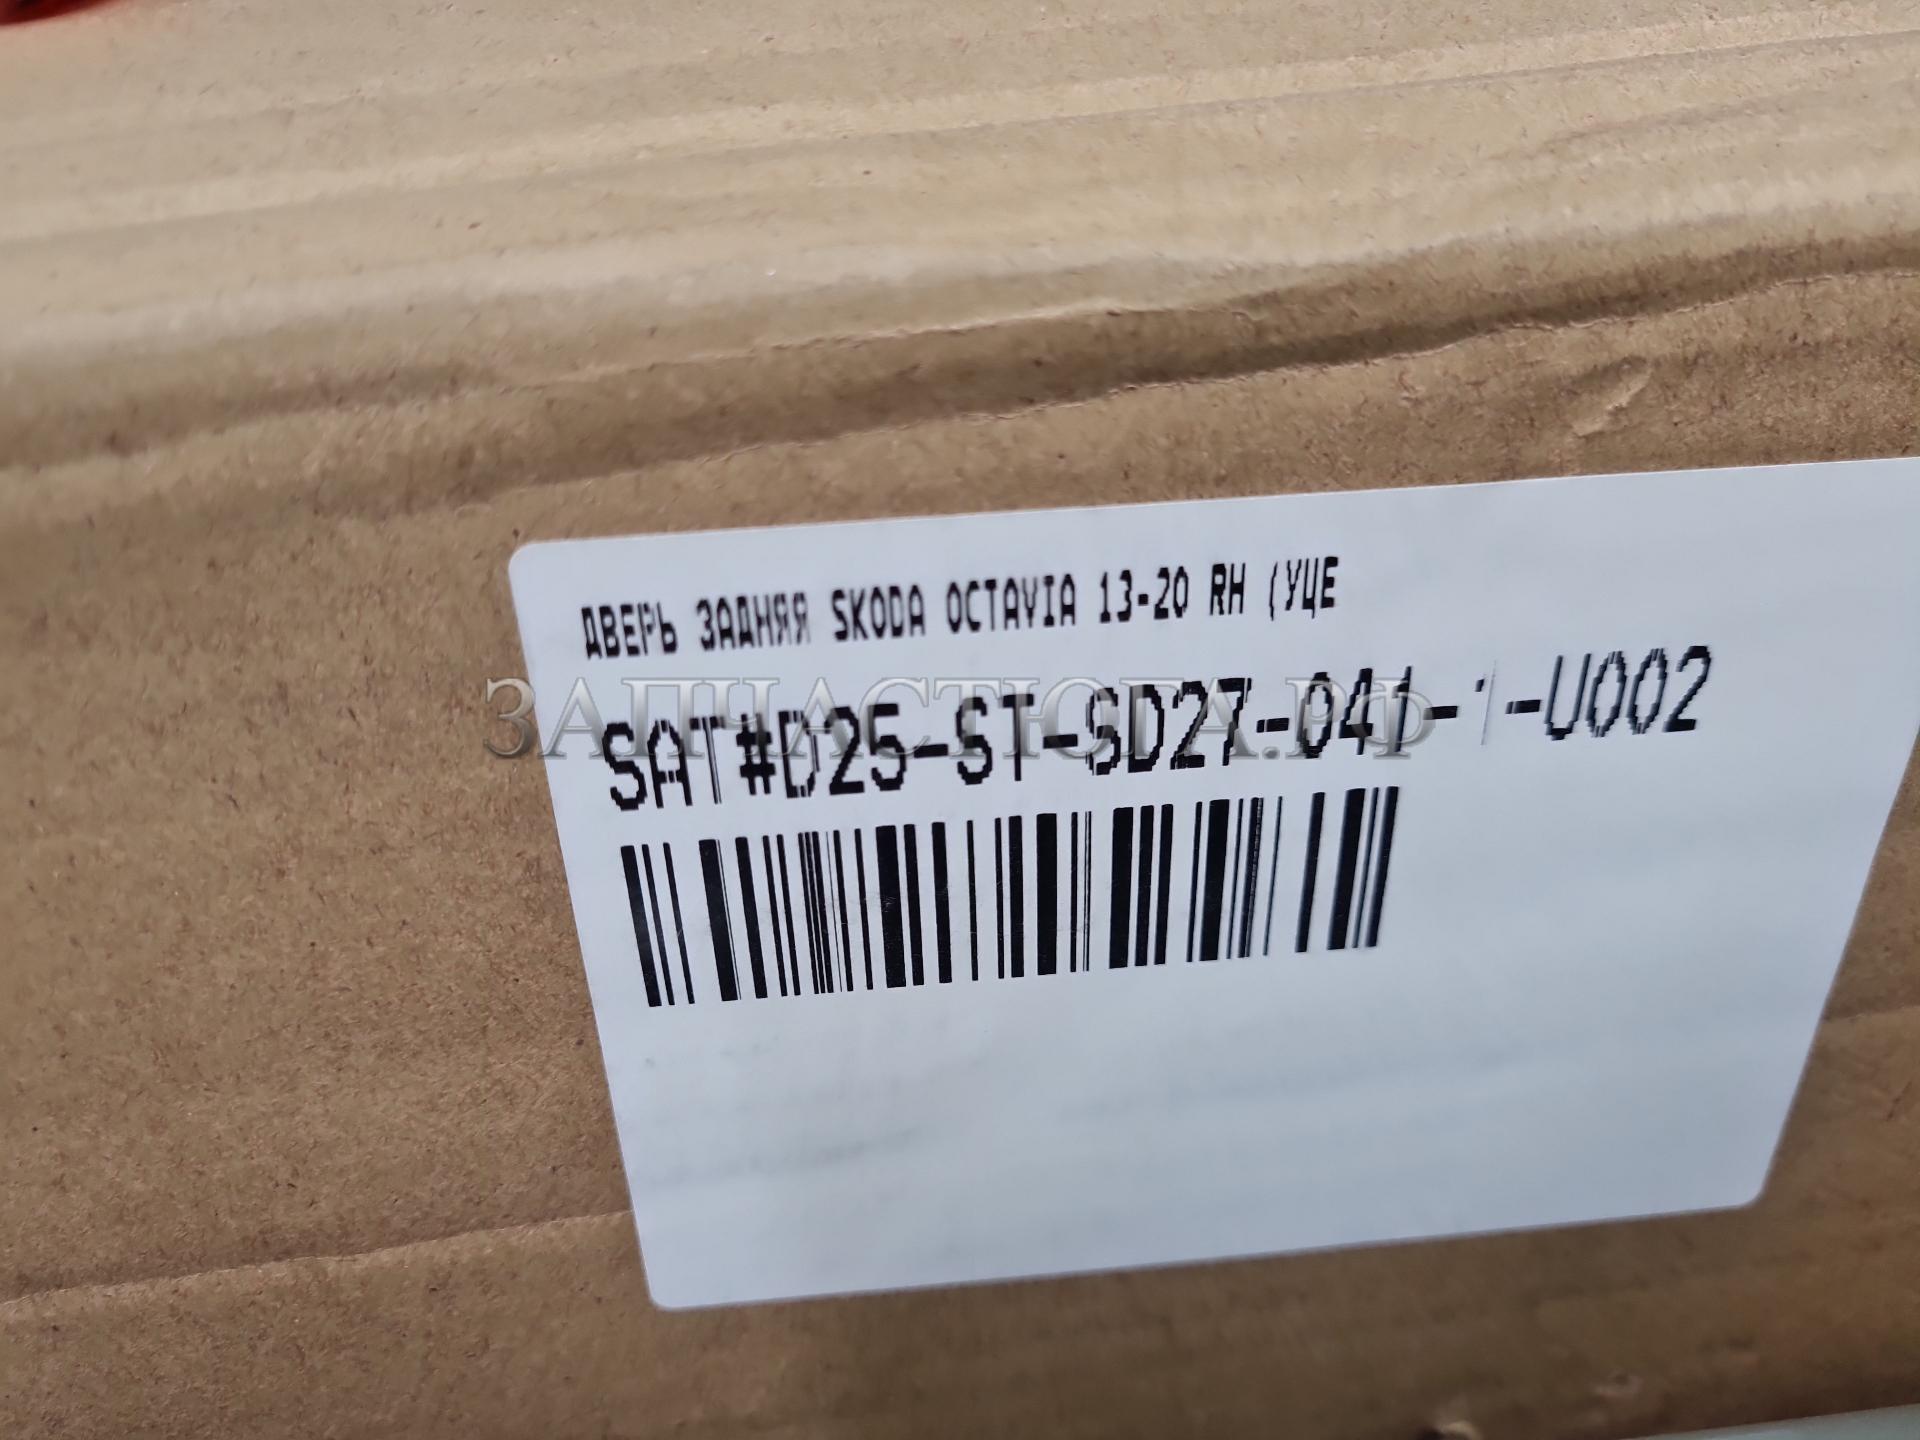 ДВЕРЬ ЗАДНЯЯ SKODA OCTAVIA 13-20 RH (УЦЕ
SAT#D25-ST-SD27-041-1-U002
ЗАПЧАСТЮГА.РФ